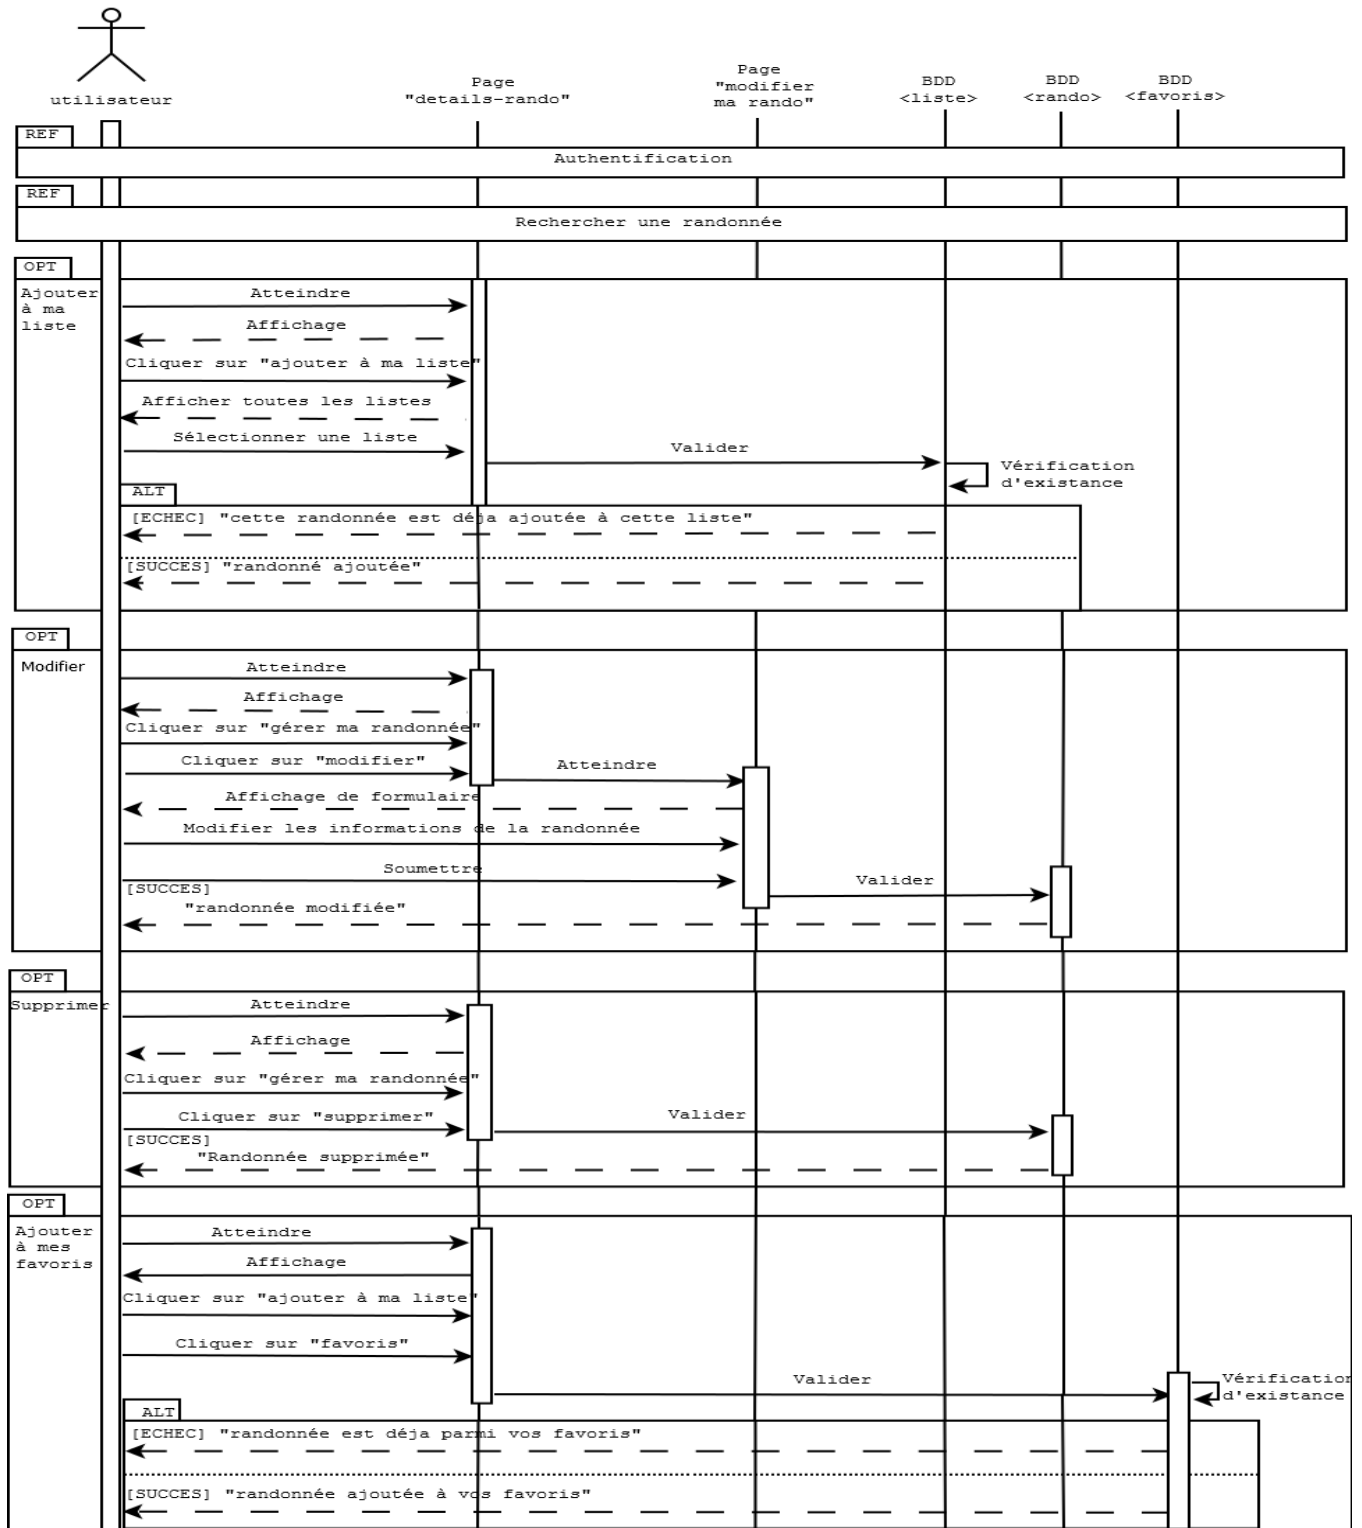 utilisateur
Page
"details-rando"
Page
"modifier
ma rando"
BDD
<liste>
BDD
<rando>
BDD
<favoris>
REF
Authentification
REF
Rechercher une randonnée
OPT
Ajouter
à ma
liste
Atteindre
Affichage
Cliquer sur "ajouter à ma liste"
Afficher toutes les listes
Sélectionner une liste
Valider
Vérification
d'existance
ALT
[ECHEC] "cette randonnée est déja ajoutée à cette liste"
[SUCCES] "randonné ajoutée"
OPT
Modifier
Atteindre
Affichage
Cliquer sur "gérer ma randonnée"
Cliquer sur "modifier"
Atteindre
Affichage de formulaire
Modifier les informations de la randonnée
Soumettre
Valider
[SUCCES]
"randonnée modifiée"
OPT
Supprimer
Atteindre
Affichage
Cliquer sur "gérer ma randonnée"
Cliquer sur "supprimer"
Valider
[SUCCES]
"Randonnée supprimée"
OPT
Ajouter
à mes
favoris
Atteindre
Affichage
Cliquer sur "ajouter à ma liste"
Cliquer sur "favoris"
Valider
Vérification
d'existance
ALT
[ECHEC] "randonnée est déja parmi vos favoris"
[SUCCES] "randonnée ajoutée à vos favoris"